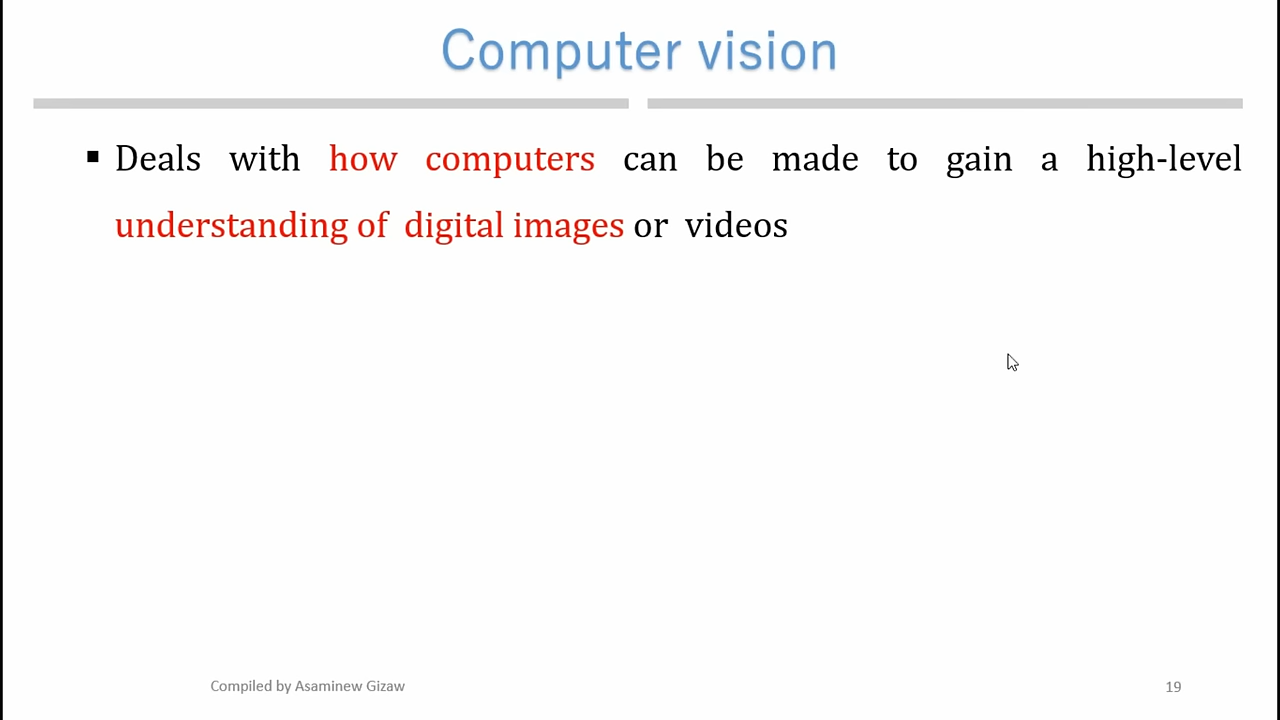 Computer vision
▪ Deals with how computers can be made to gain a high-level
understanding of digital images or videos
Compiled by Asaminew Gizaw
19